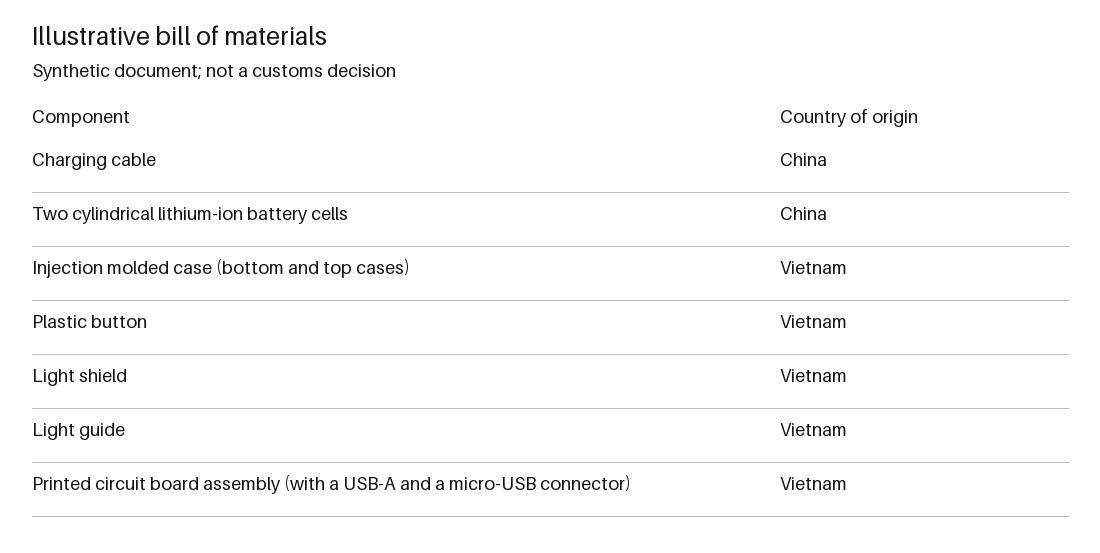 Illustrative bill of materials
Synthetic document; not a customs decision
Component Country of origin
Charging cable China
Two cylindrical lithium-ion battery cells China
Injection molded case (bottom and top cases) Vietnam
Plastic button Vietnam
Light shield Vietnam
Light guide Vietnam
Printed circuit board assembly (with a USB-A and a micro-USB connector) Vietnam